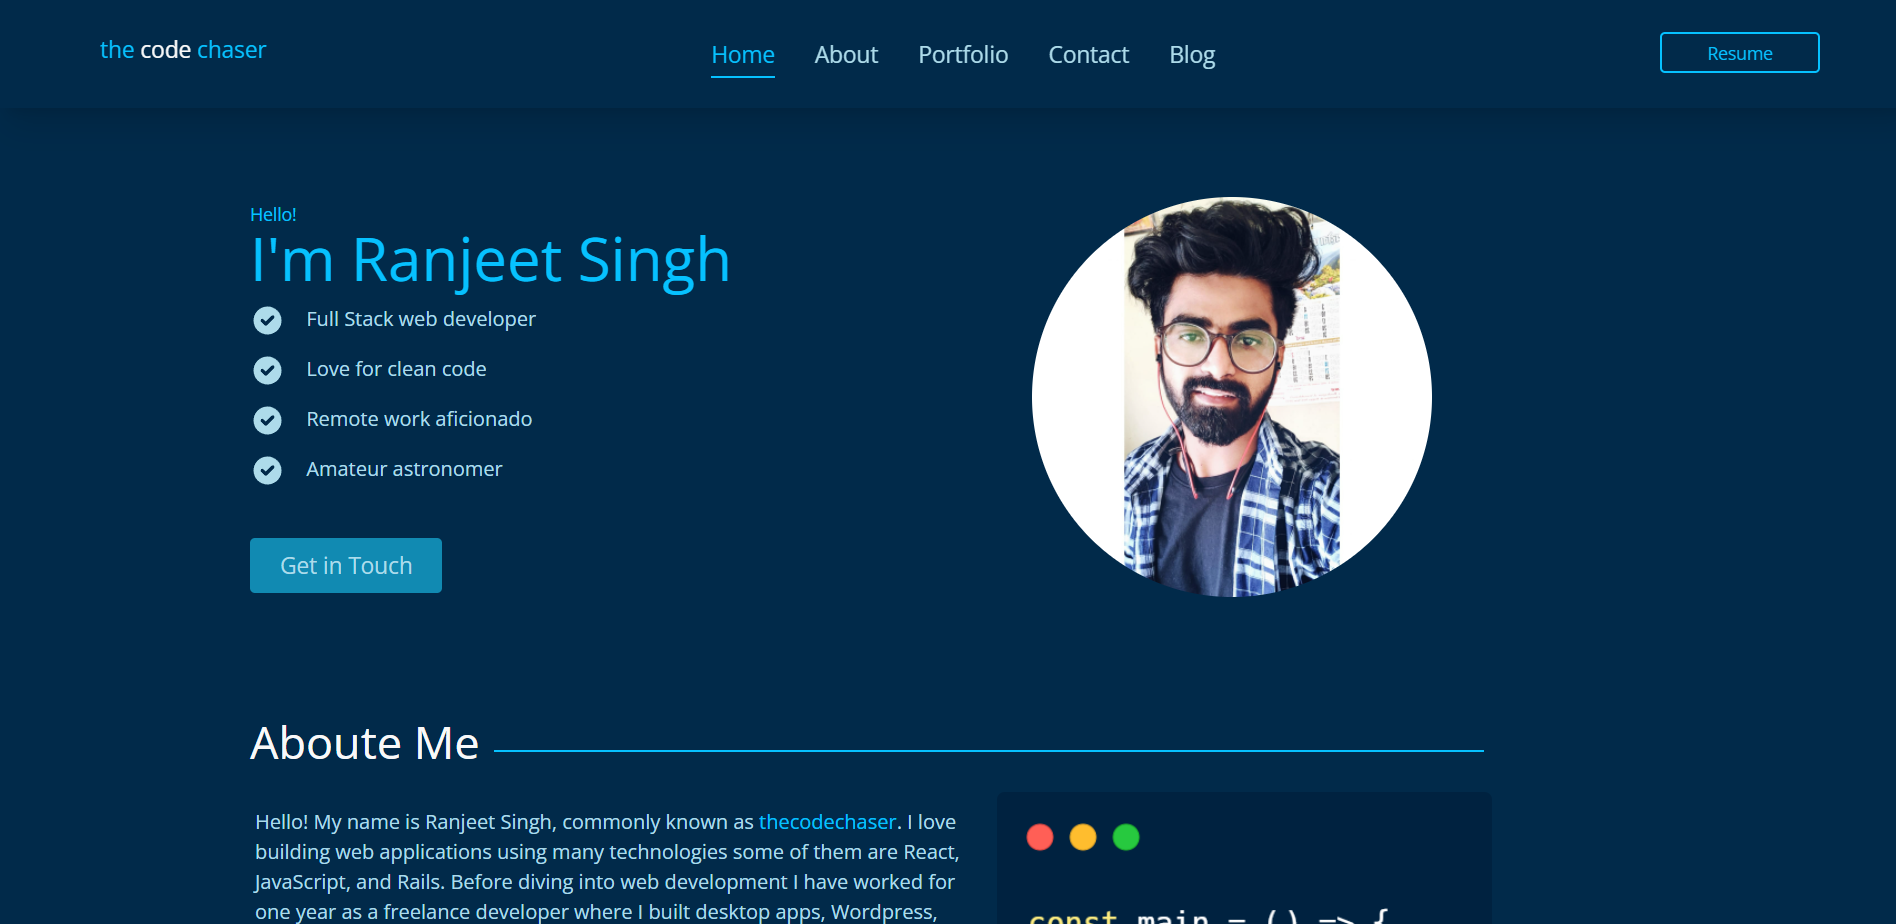 the code chaser
Home About Portfolio Contact Blog
Resume
Hello!
I'm Ranjeet Singh
Full Stack web developer
Love for clean code
Remote work aficionado
Amateur astronomer
Get in Touch
Aboute Me
Hello! My name is Ranjeet Singh, commonly known as thecodechaser. I love
building web applications using many technologies some of them are React,
JavaScript, and Rails. Before diving into web development I have worked for
one year as a freelance developer where I built desktop apps, Wordpress,
const main = () => {